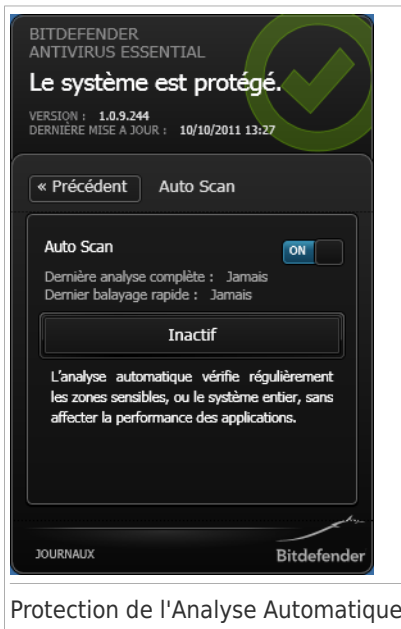 BITDEFENDER
ANTIVIRUS ESSENTIAL
Le système est protégé.
VERSION : 1.0.9.244
DERNIÈRE MISE A JOUR : 10/10/2011 13:27
« Précédent Auto Scan
Auto Scan ON
Dernière analyse complète : Jamais
Dernier balayage rapide : Jamais
Inactif
L'analyse automatique vérifie régulièrement
les zones sensibles, ou le système entier, sans
affecter la performance des applications.
JOURNAUX Bitdefender
Protection de l'Analyse Automatique